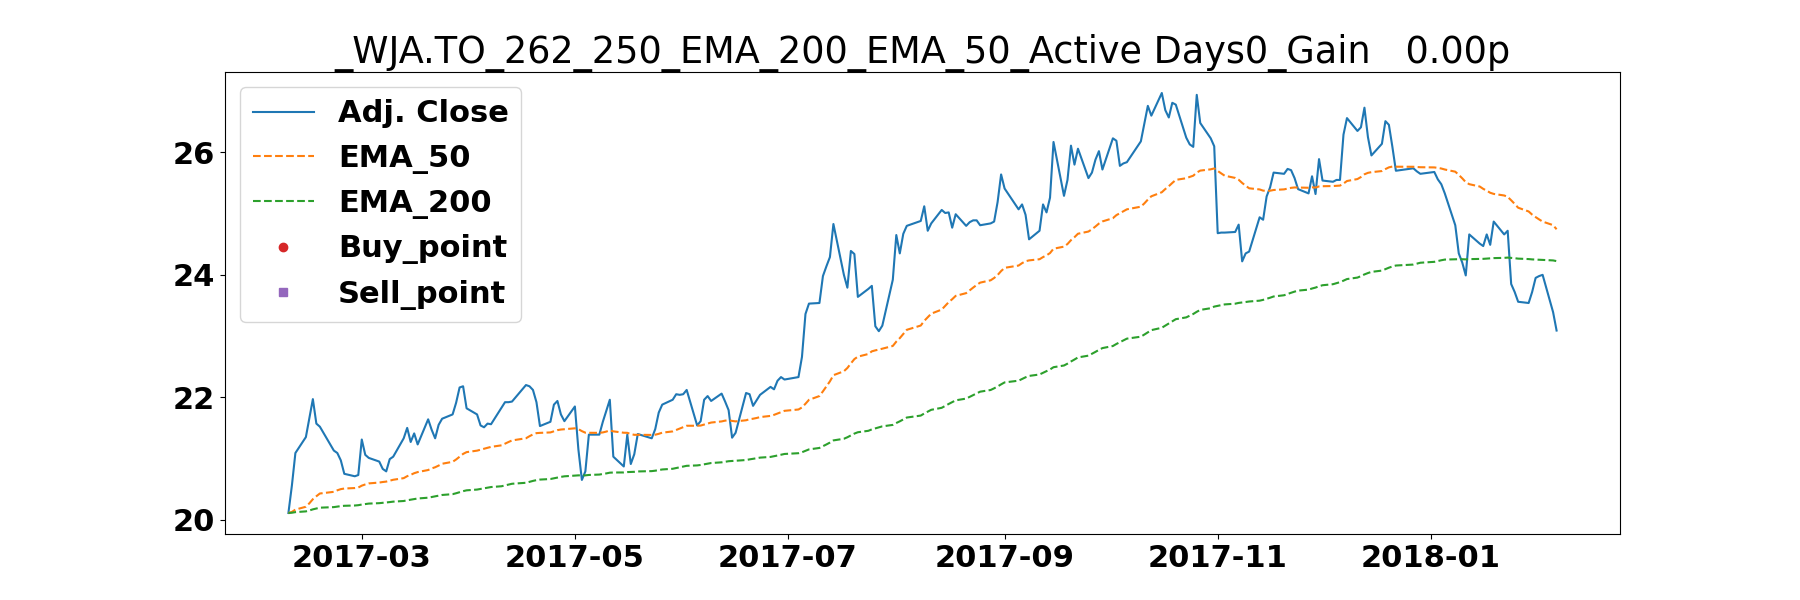 _WJA.TO_262_250_EMA_200_EMA_50_Active Days0_Gain   0.00p
Adj. Close
EMA_50
EMA_200
Buy_point
Sell_point
26
24
22
20
2017-03 2017-05 2017-07 2017-09 2017-11 2018-01